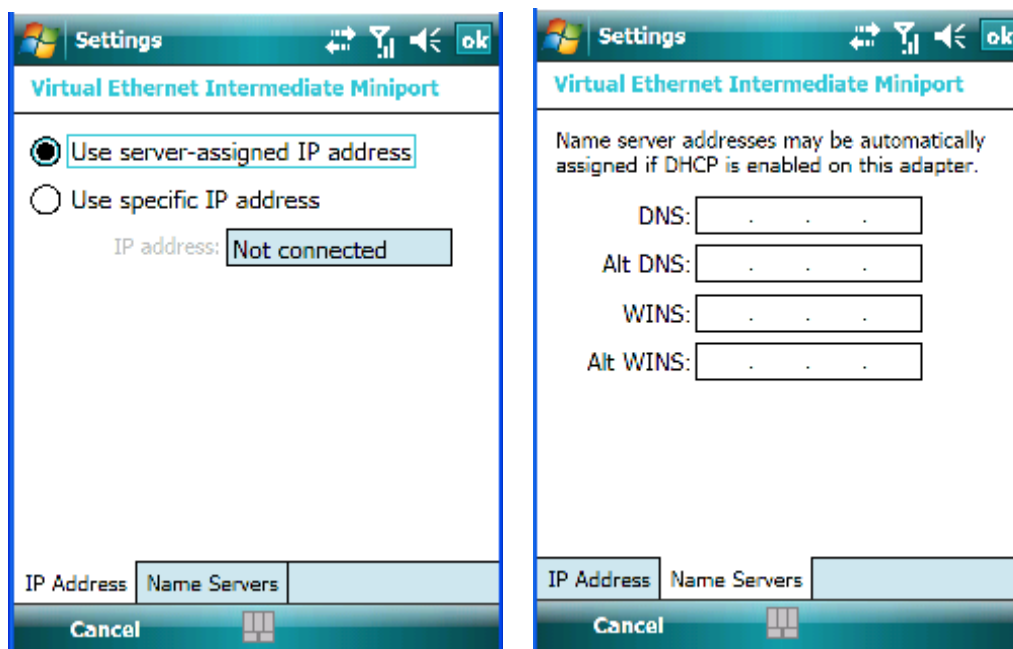 Settings
ok
Virtual Ethernet Intermediate Miniport
Use server-assigned IP address
Use specific IP address
IP address: Not connected
IP Address Name Servers
Cancel
Settings
ok
Virtual Ethernet Intermediate Miniport
Name server addresses may be automatically
assigned if DHCP is enabled on this adapter.
DNS: . . .
Alt DNS: . . .
WINS: . . .
Alt WINS: . . .
IP Address Name Servers
Cancel